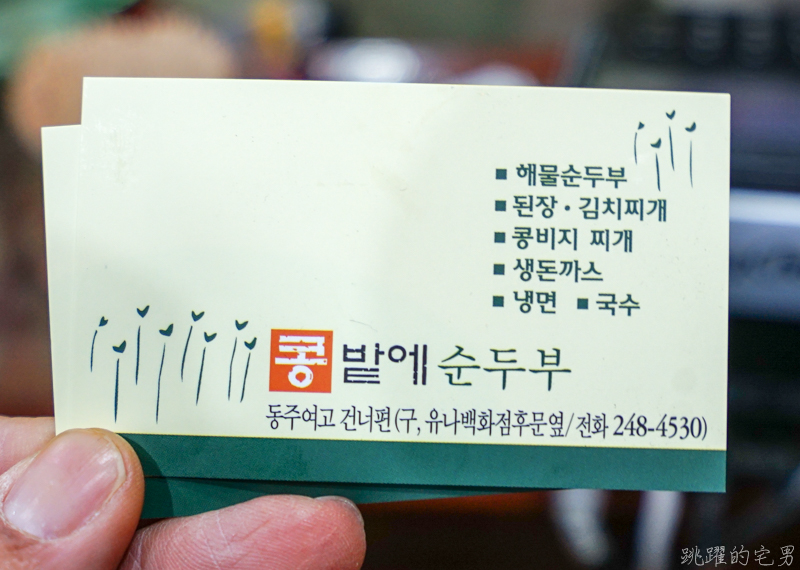 ■ 해물순두부
■ 된장·김치찌개
■ 콩비지 찌개
■ 생돈까스
■ 냉면 ■ 국수
콩밭에 순두부
동주여고 건너편(구, 유나백화점후문옆/전화 248-4530)
跳躍的宅男